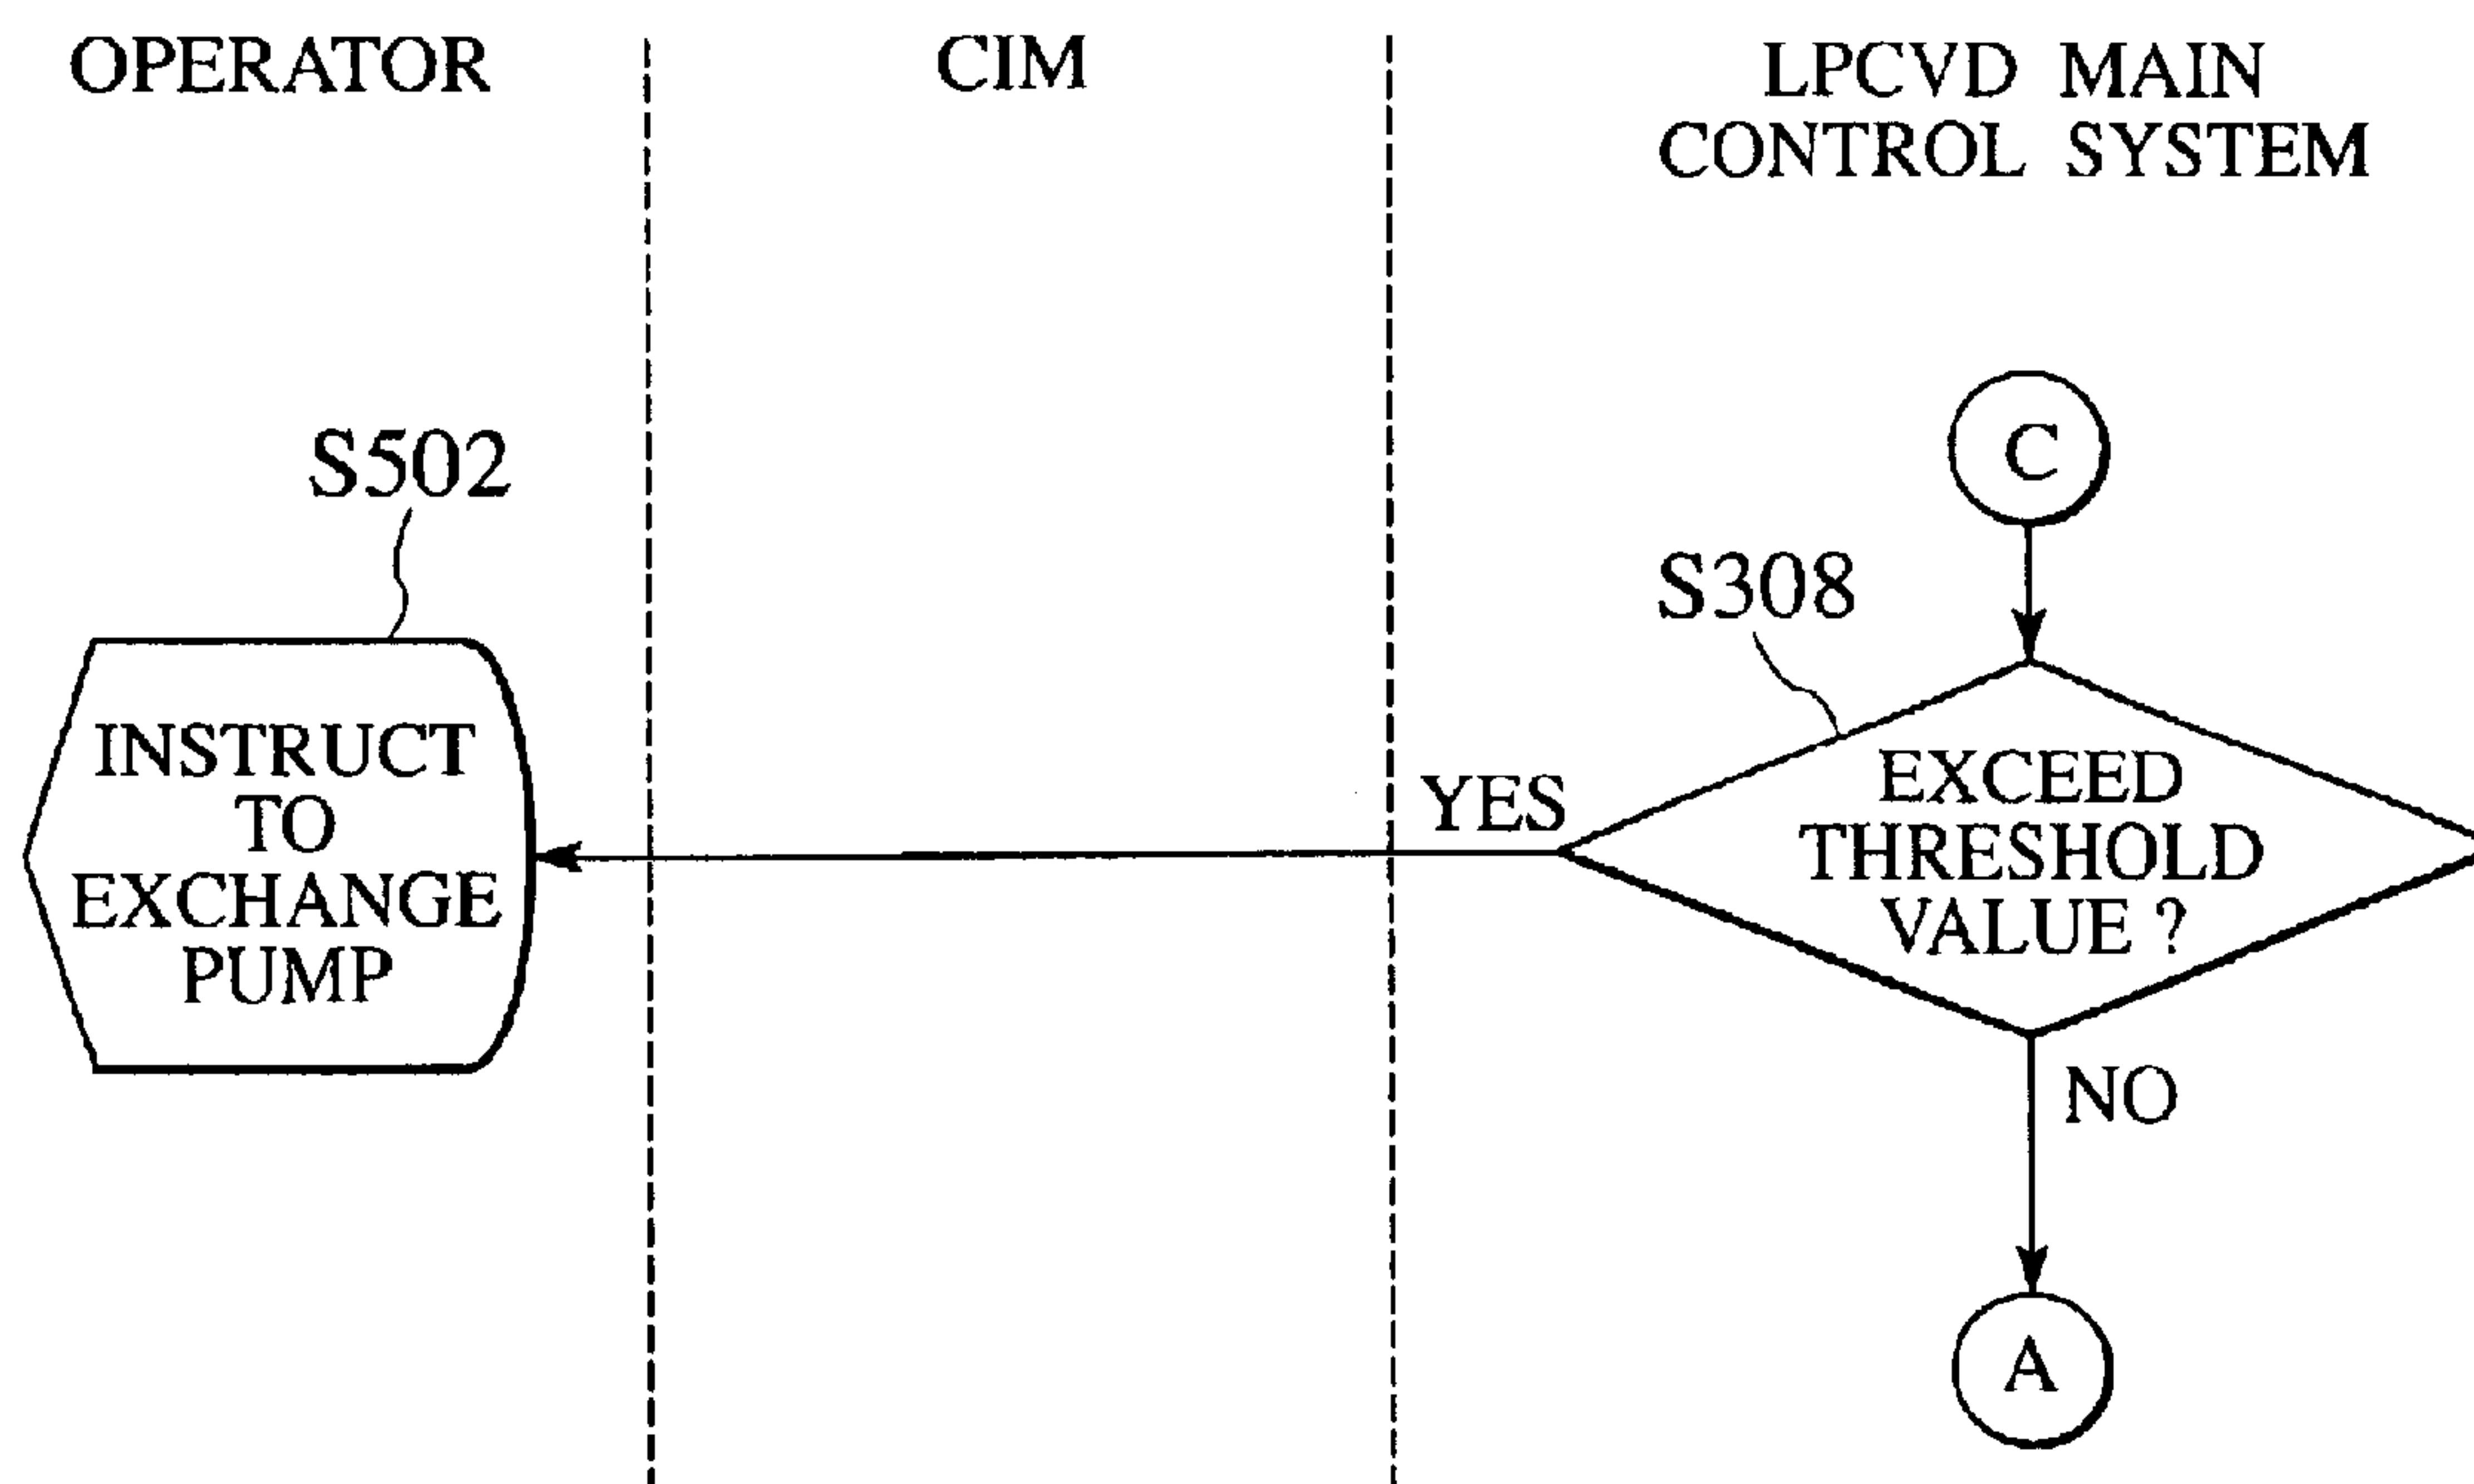 OPERATOR
CIM
LPCVD MAIN
CONTROL SYSTEM
C
S502
S308
INSTRUCT
TO
EXCHANGE
PUMP
YES
EXCEED
THRESHOLD
VALUE ?
NO
A